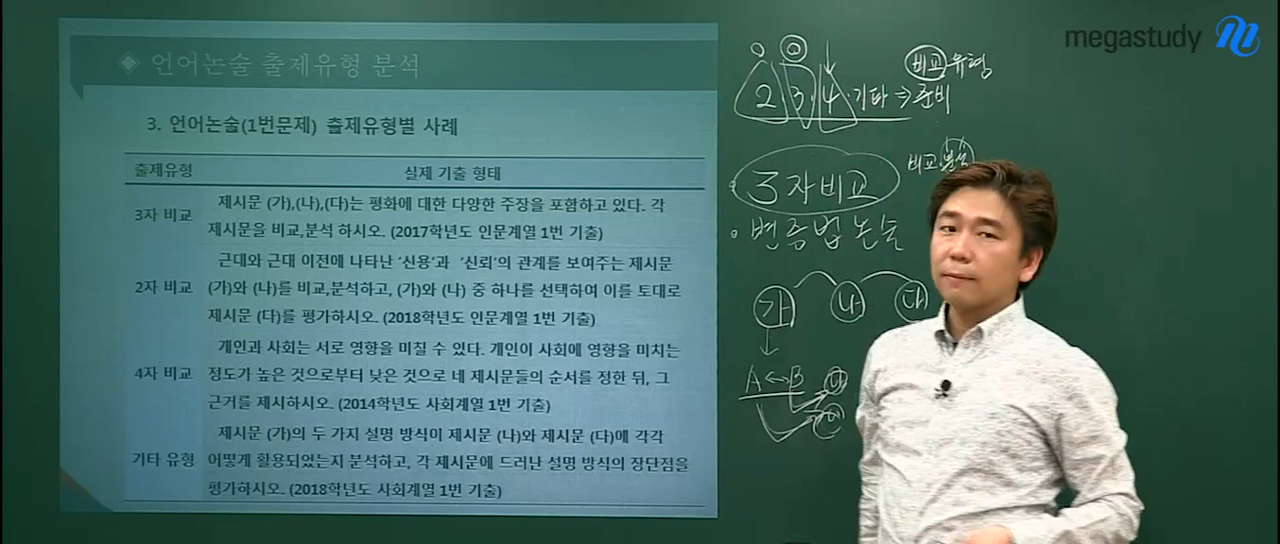 megastudy
언어논술 출제유형 분석
3. 언어논술(1번문제) 출제유형별 사례
출제유형 실제 기출 형태
3자 비교
제시문 (가),(나),(다)는 평화에 대한 다양한 주장을 포함하고 있다. 각
제시문을 비교,분석 하시오. (2017학년도 인문계열 1번 기출)
2자 비교
근대와 근대 이전에 나타난 '신용'과 '신뢰'의 관계를 보여주는 제시문
(가)와 (나)를 비교,분석하고, (가)와 (나) 중 하나를 선택하여 이를 토대로
제시문 (다)를 평가하시오. (2018학년도 인문계열 1번 기출)
4자 비교
개인과 사회는 서로 영향을 미칠 수 있다. 개인이 사회에 영향을 미치는
정도가 높은 것으로부터 낮은 것으로 네 제시문들의 순서를 정한 뒤, 그
근거를 제시하시오. (2014학년도 사회계열 1번 기출)
기타 유형
제시문 (가)의 두 가지 설명 방식이 제시문 (나)와 제시문 (다)에 각각
어떻게 활용되었는지 분석하고, 각 제시문에 드러난 설명 방식의 장단점을
평가하시오. (2018학년도 사회계열 1번 기출)
비교유형
2 3. 4. 기타 ⇒ 준비
비교.분석
3자비교
변증법 논술
가 나 다
A ↔ B